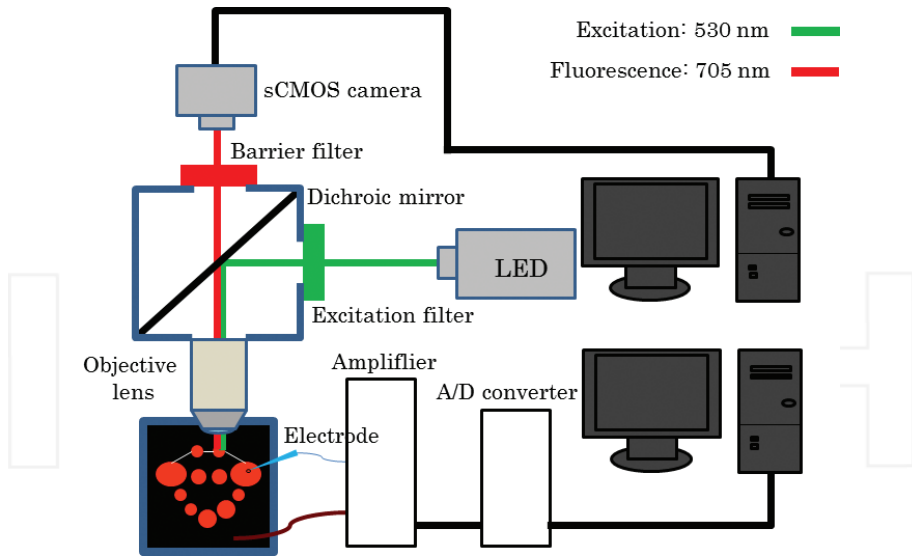 Excitation: 530 nm
Fluorescence: 705 nm
sCMOS camera
Barrier filter
Dichroic mirror
LED
Excitation filter
Objective
lens
Ampliflier
A/D converter
Electrode